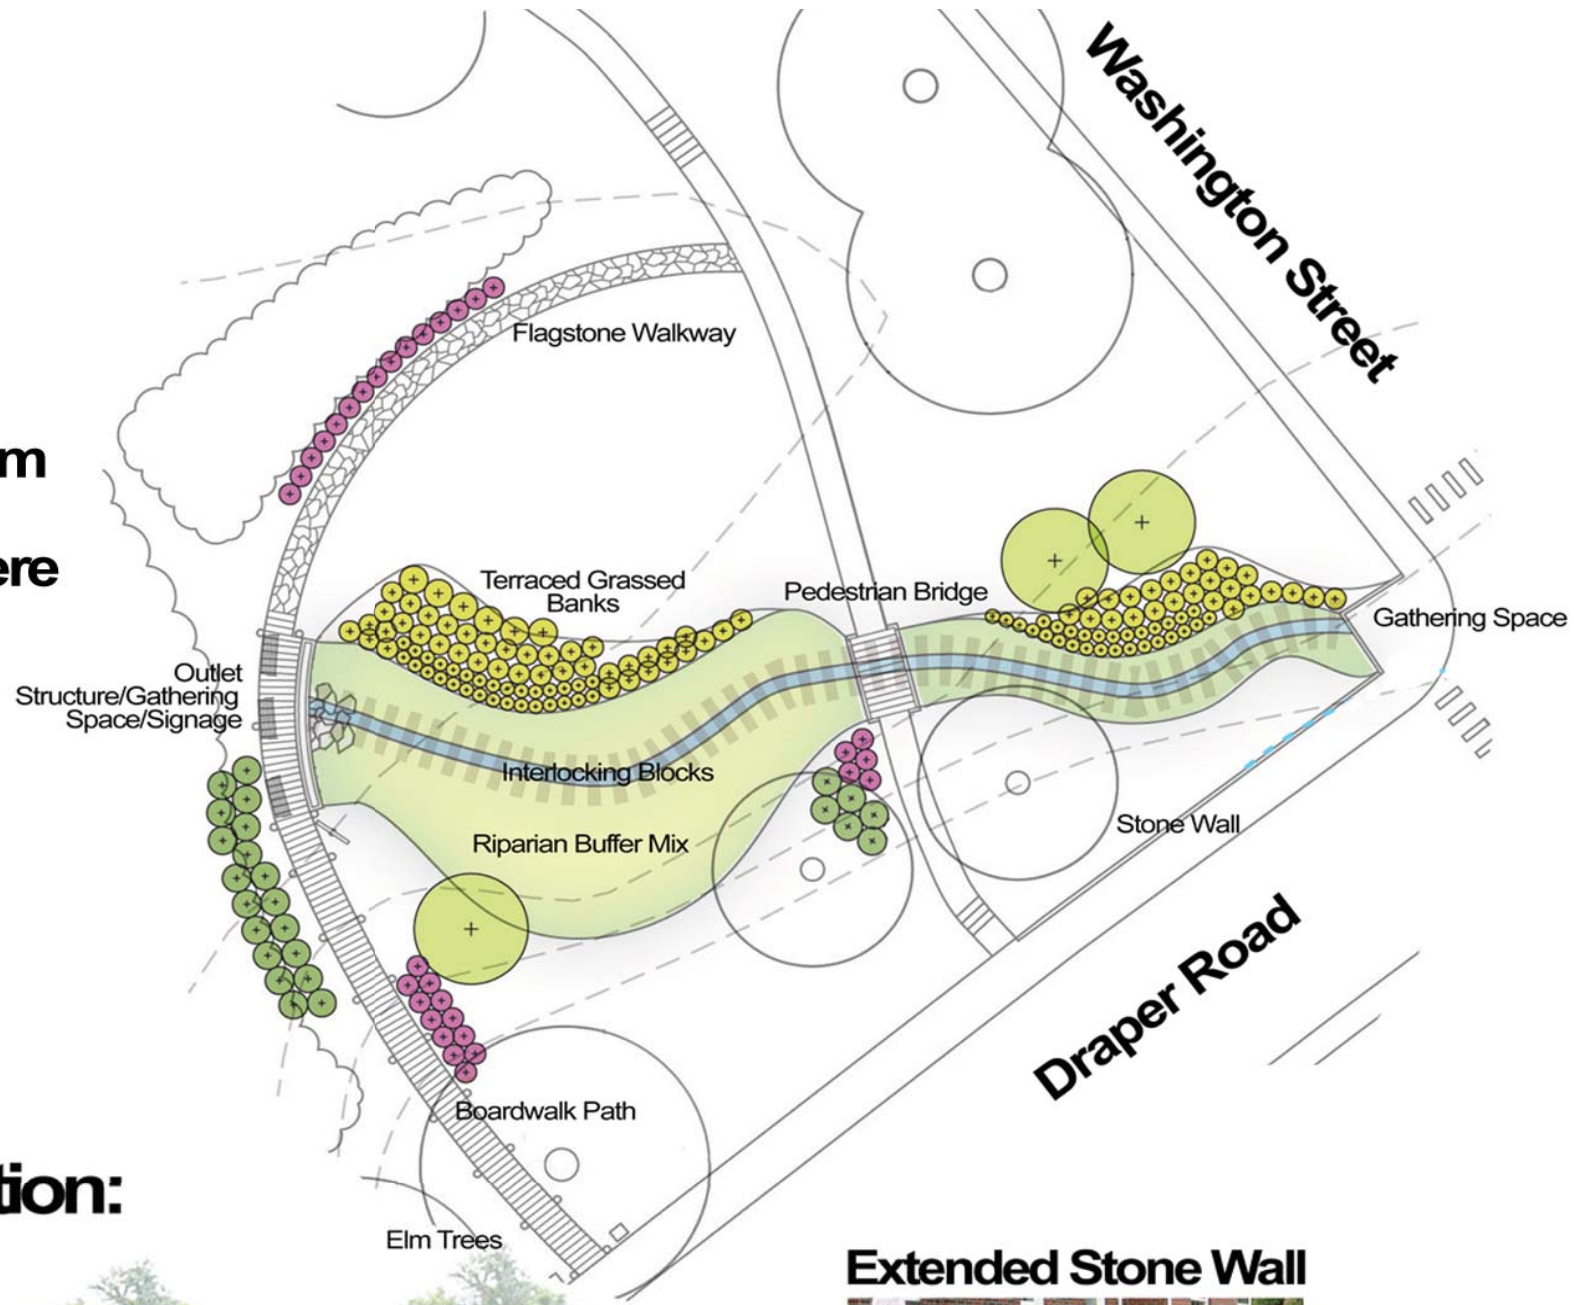 Washington Street
Flagstone Walkway
m
ere
Terraced Grassed
Banks
Pedestrian Bridge
Gathering Space
Outlet
Structure/Gathering
Space/Signage
Interlocking Blocks
Riparian Buffer Mix
Stone Wall
Draper Road
Boardwalk Path
tion:
Elm Trees
Extended Stone Wall